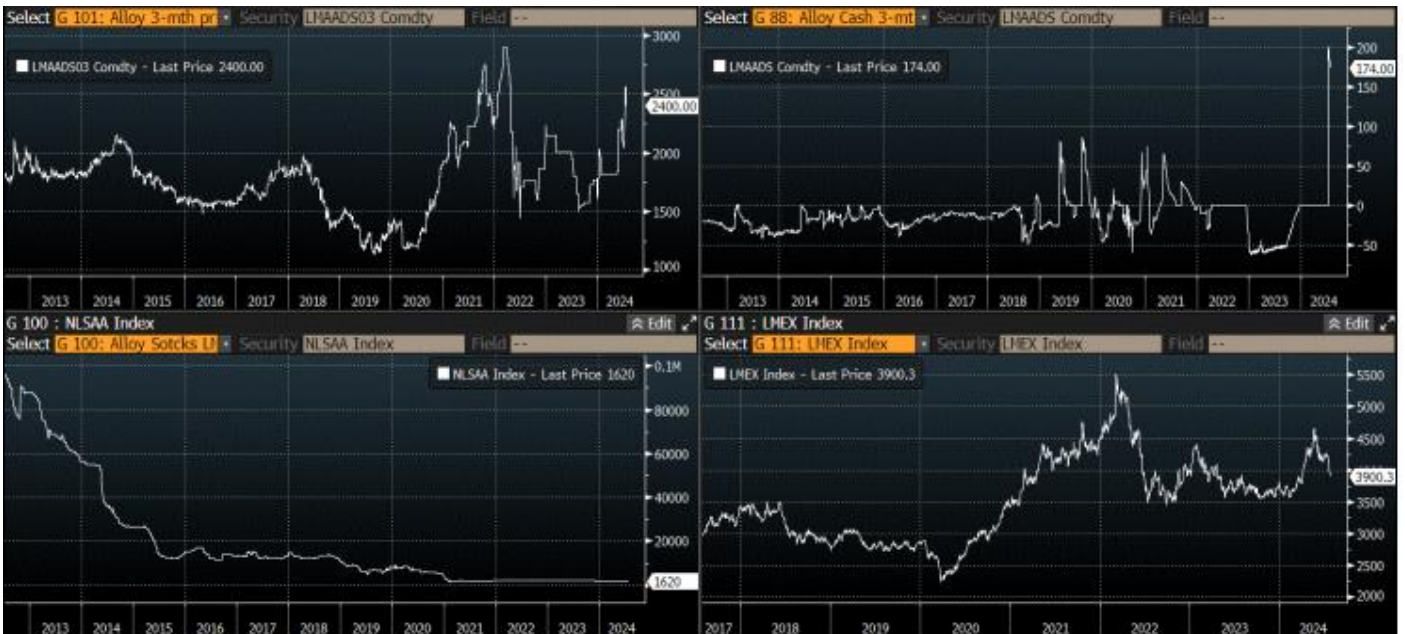 Select G 101: Alloy 3-mth pr Security LMAADS03 Comdty Field --
LMAADS03 Comdty - Last Price 2400.00
3000
2500
2400.00
2000
1500
1000
2013 2014 2015 2016 2017 2018 2019 2020 2021 2022 2023 2024
Select G 88: Alloy Cash 3-mt Security LMAADS Comdty Field --
LMAADS Comdty - Last Price 174.00
200
174.00
150
100
50
0
-50
2013 2014 2015 2016 2017 2018 2019 2020 2021 2022 2023 2024
G 100 : NLSAA Index Edit
Select G 100: Alloy Sotcks LM Security NLSAA Index Field --
NLSAA Index - Last Price 1620
0.1M
80000
60000
40000
20000
1620
2013 2014 2015 2016 2017 2018 2019 2020 2021 2022 2023 2024
G 111 : LMEX Index Edit
Select G 111: LMEX Index Security LMEX Index Field --
LMEX Index - Last Price 3900.3
5500
5000
4500
3900.3
3500
3000
2500
2000
2017 2018 2019 2020 2021 2022 2023 2024